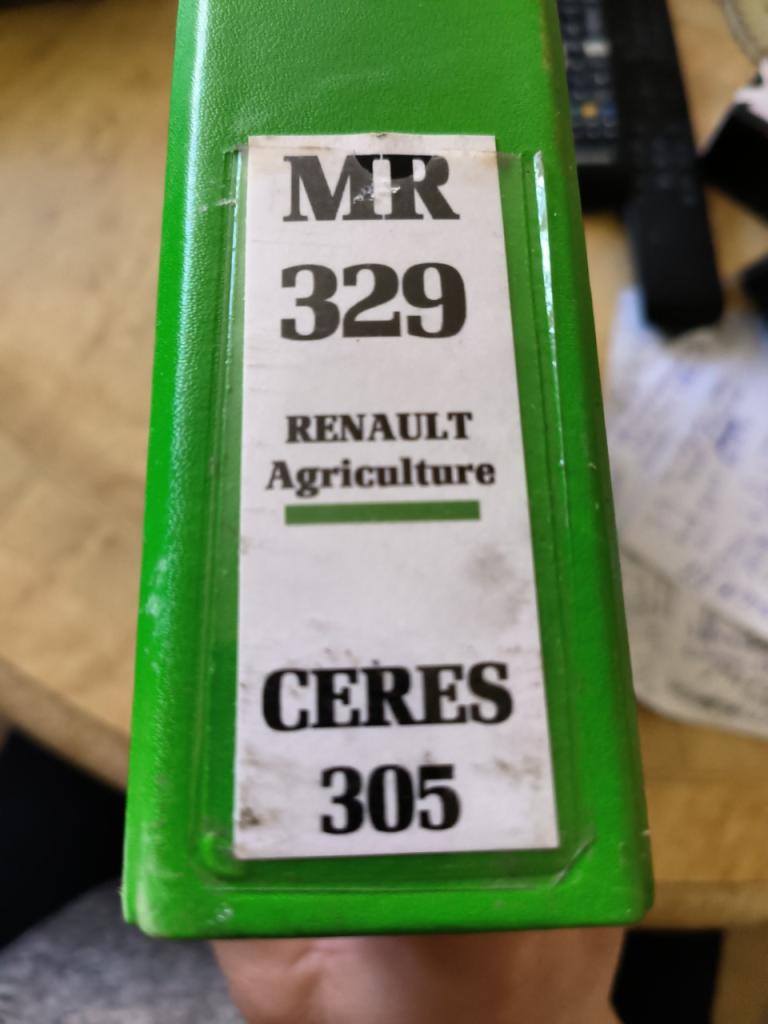 MR
329
RENAULT
Agriculture
CERES
305